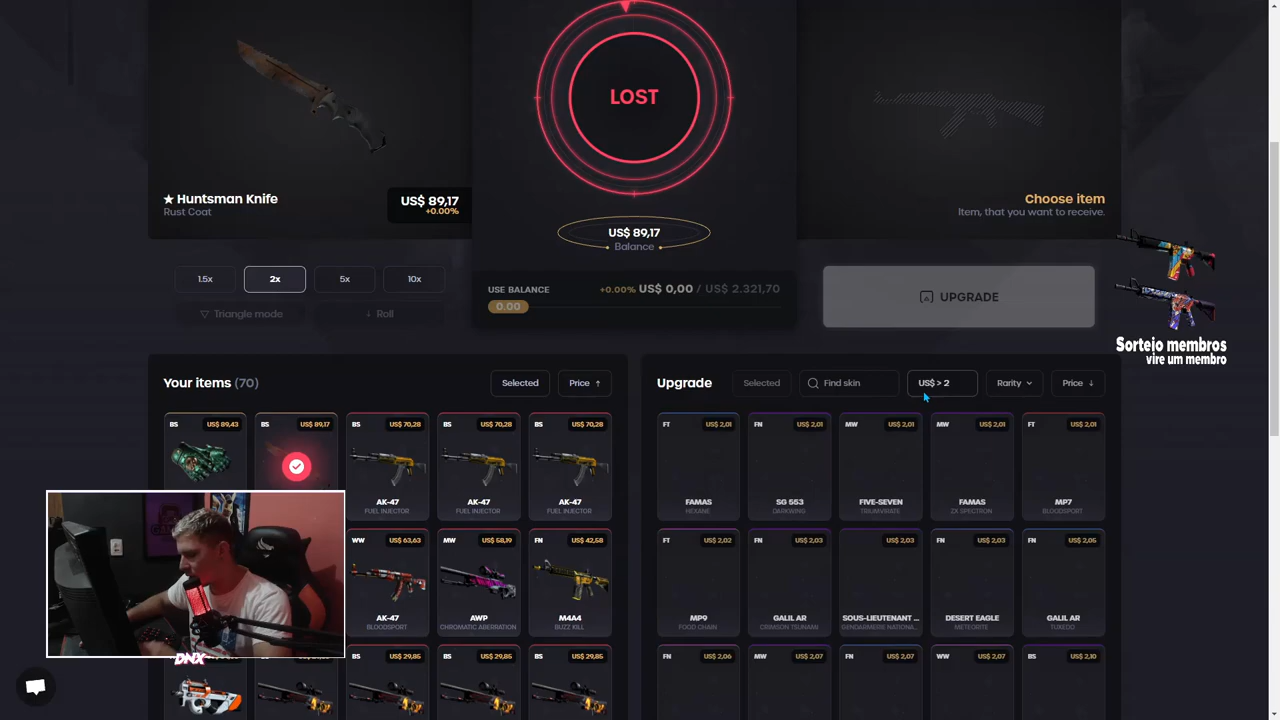 LOST
★ Huntsman Knife
Rust Coat
US$ 89,17
+0.00%
US$ 89,17
Balance
Choose item
Item, that you want to receive.
1.5x
2x
5x
10x
Triangle mode
↓ Roll
USE BALANCE
+0.00% US$ 0,00 / US$ 2.321,70
0.00
UPGRADE
Sorteio membros
vire um membro
Your items (70)
Selected
Price ↑
Upgrade
Selected
Find skin
US$ > 2
Rarity
Price ↓
BS US$ 89,43
BS US$ 89,17
BS US$ 70,28
BS US$ 70,28
BS US$ 70,28
AK-47
FUEL INJECTOR
AK-47
FUEL INJECTOR
AK-47
FUEL INJECTOR
FT US$ 2,01
FN US$ 2,01
MW US$ 2,01
MW US$ 2,01
FT US$ 2,01
FAMAS
HEXANE
SG 553
DARKWING
FIVE-SEVEN
TRIUMVIRATE
FAMAS
ZX SPECTRON
MP7
BLOODSPORT
WW US$ 63,63
MW US$ 58,19
FN US$ 42,58
AK-47
BLOODSPORT
AWP
CHROMATIC ABERRATION
M4A4
BUZZ KILL
FT US$ 2,02
FN US$ 2,03
US$ 2,03
FN US$ 2,03
FN US$ 2,05
MP9
FOOD CHAIN
GALIL AR
CRIMSON TSUNAMI
SOUS-LIEUTENANT ...
GENDARMERIE NATIONA...
DESERT EAGLE
METEORITE
GALIL AR
TUXEDO
DNX
BS US$ 29,85
BS US$ 29,85
BS US$ 29,85
FN US$ 2,06
MW US$ 2,07
FN US$ 2,07
WW US$ 2,07
BS US$ 2,10